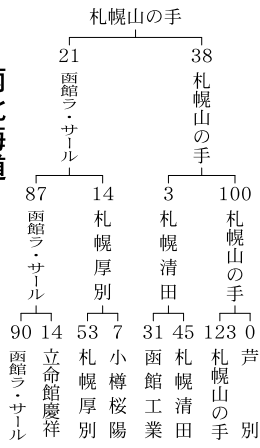 札幌山の手
21 38
函館ラ・サール 札幌山の手
87 14 3 100
函館ラ・サール 札幌厚別 札幌清田 札幌山の手
90 14 53 7 31 45 123 0
函館ラ・サール 立命館慶祥 札幌厚別 小樽桜陽 函館工業 札幌清田 札幌山の手 芦別